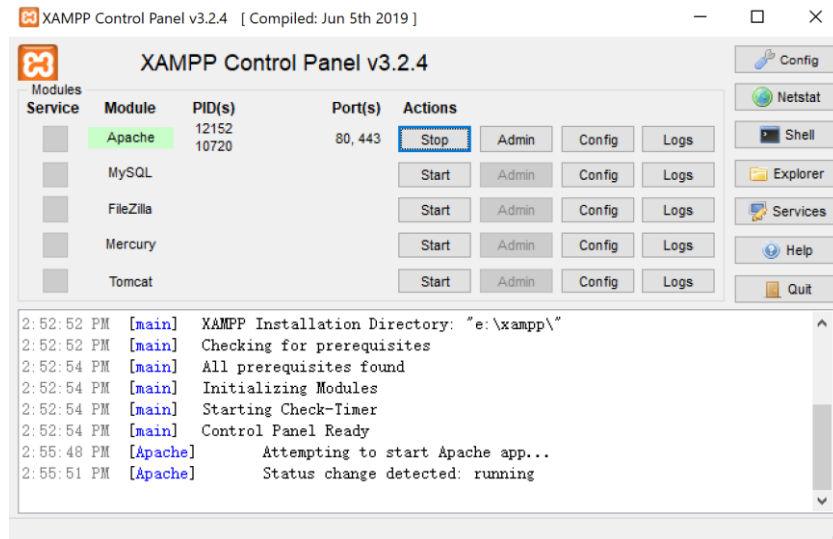 XAMPP Control Panel v3.2.4 [ Compiled: Jun 5th 2019 ]
XAMPP Control Panel v3.2.4
Config
Modules
Service Module PID(s) Port(s) Actions
Netstat
Apache 12152 10720 80, 443 Stop Admin Config Logs
Shell
MySQL Start Admin Config Logs
Explorer
FileZilla Start Admin Config Logs
Services
Mercury Start Admin Config Logs
Help
Tomcat Start Admin Config Logs
Quit
2:52:52 PM [main] XAMPP Installation Directory: "e:\xampp\"
2:52:52 PM [main] Checking for prerequisites
2:52:54 PM [main] All prerequisites found
2:52:54 PM [main] Initializing Modules
2:52:54 PM [main] Starting Check-Timer
2:52:54 PM [main] Control Panel Ready
2:55:48 PM [Apache] Attempting to start Apache app...
2:55:51 PM [Apache] Status change detected: running